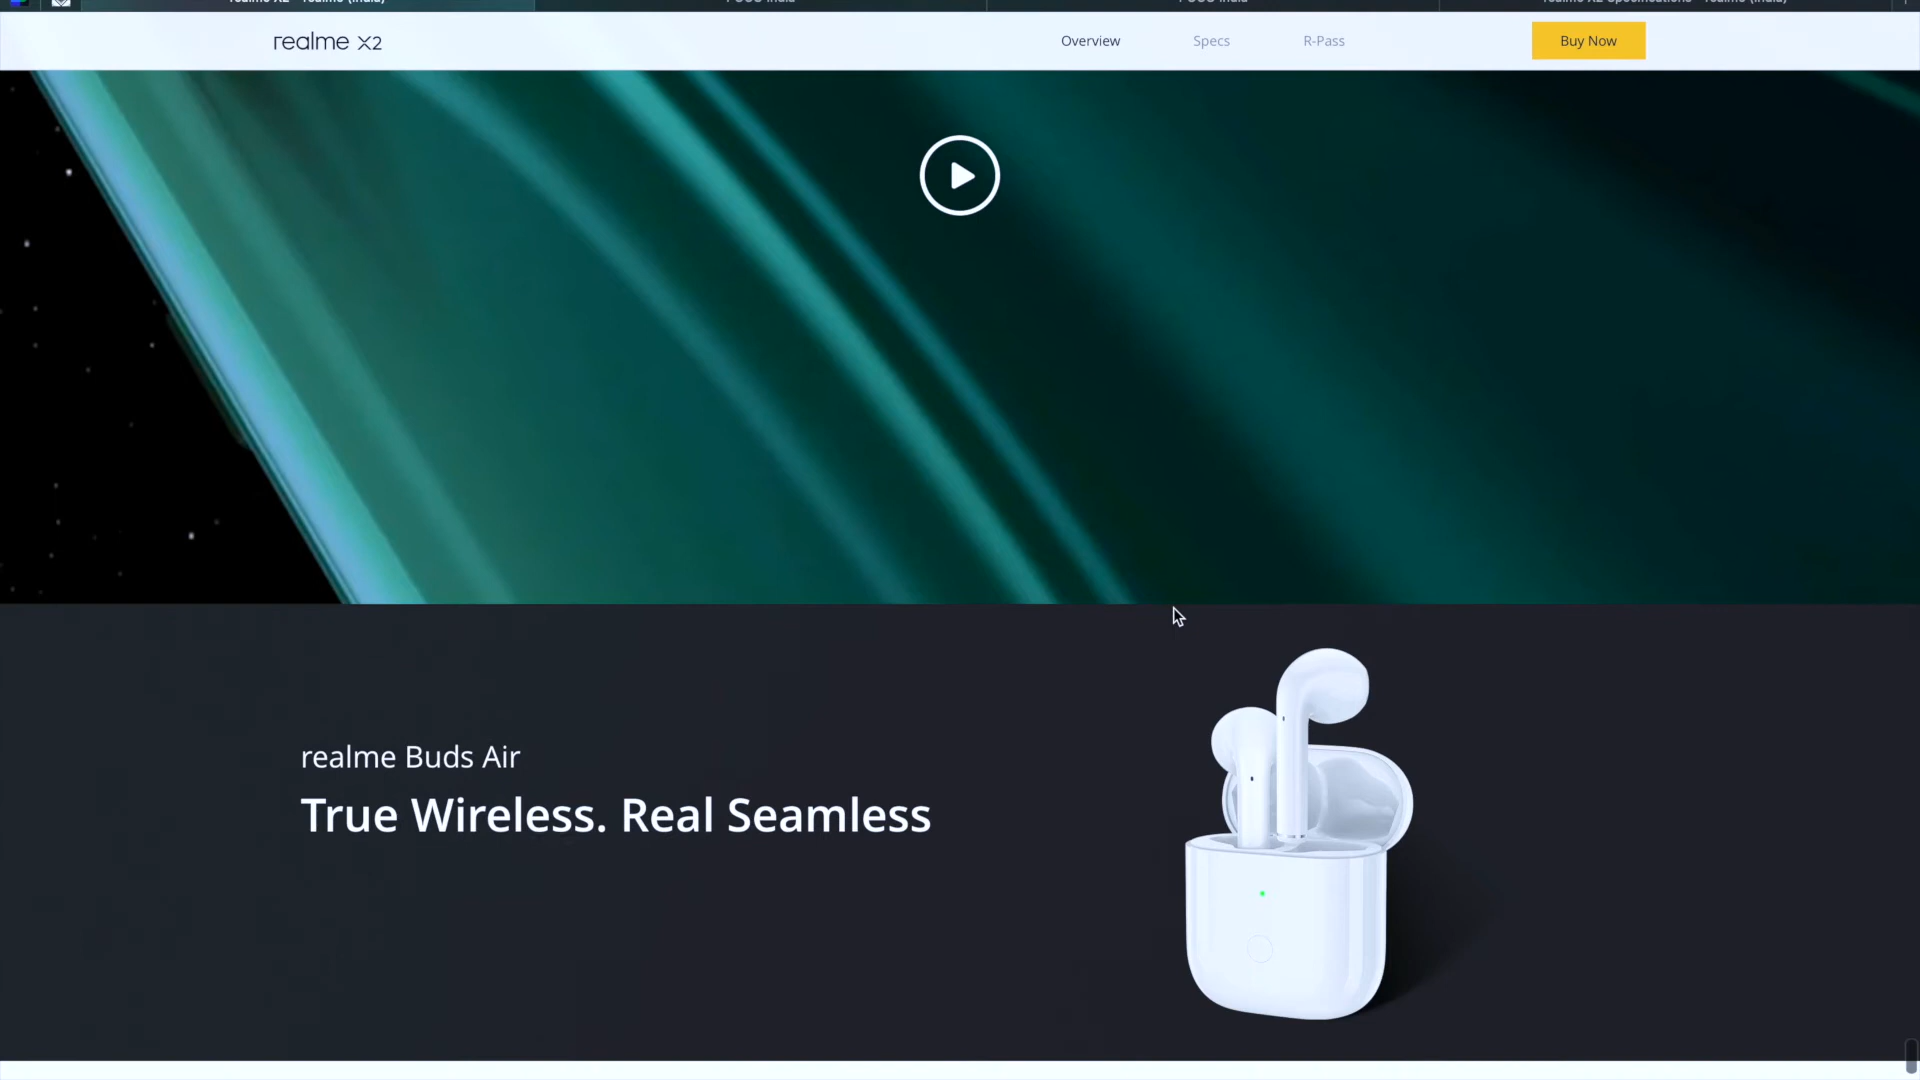 realme X2
Overview
Specs
R-Pass
Buy Now
realme Buds Air
True Wireless. Real Seamless